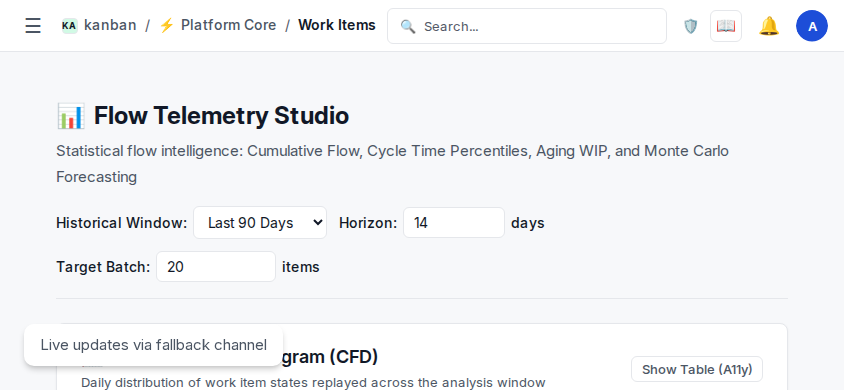 KA kanban / Platform Core / Work Items
Search...
A
Flow Telemetry Studio
Statistical flow intelligence: Cumulative Flow, Cycle Time Percentiles, Aging WIP, and Monte Carlo
Forecasting
Historical Window: Last 90 Days Horizon: 14 days
Target Batch: 20 items
Live updates via fallback channel
gram (CFD)
Show Table (A11y)
Daily distribution of work item states replayed across the analysis window